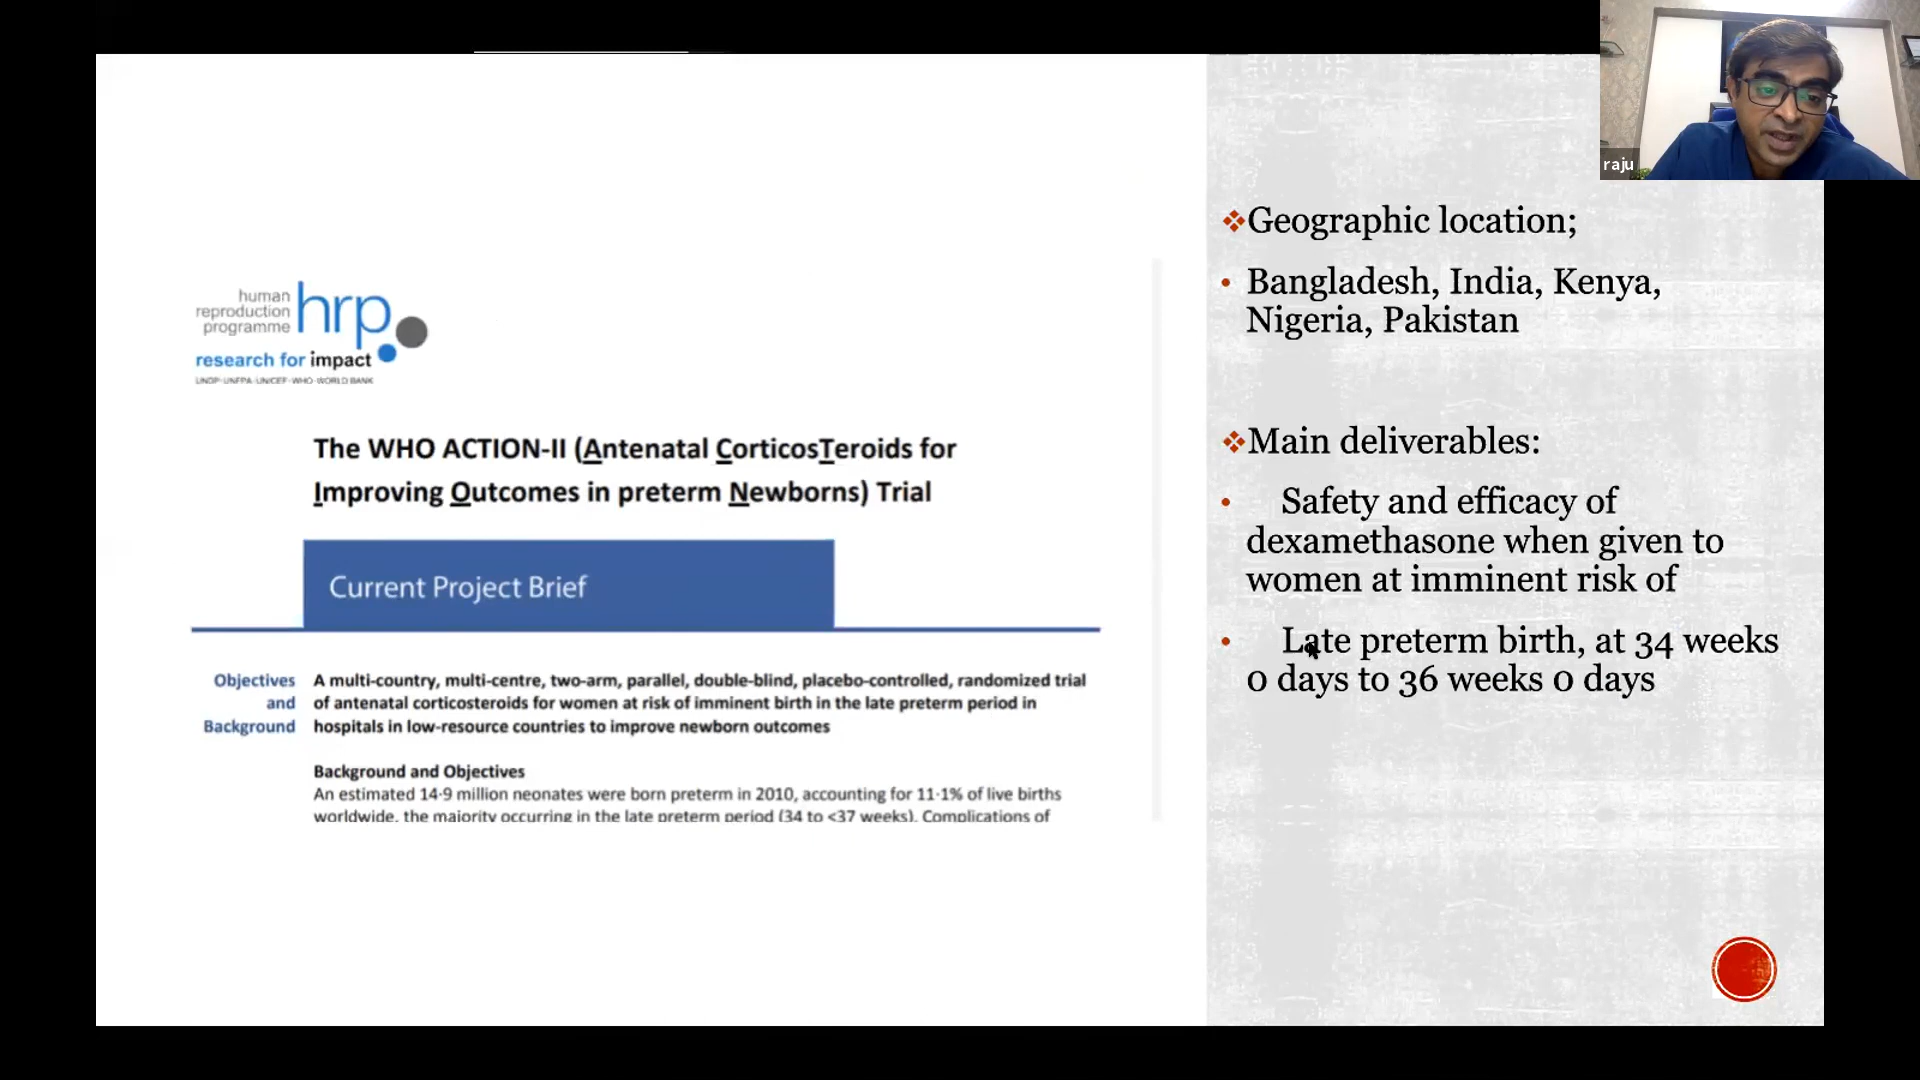 raju
human
reproduction
programme
hrp
research for impact
UNDP·UNFPA·UNICEF·WHO·WORLD BANK
The WHO ACTION-II (Antenatal CorticosTeroids for
Improving Outcomes in preterm Newborns) Trial
Current Project Brief
Objectives
and
Background
A multi-country, multi-centre, two-arm, parallel, double-blind, placebo-controlled, randomized trial
of antenatal corticosteroids for women at risk of imminent birth in the late preterm period in
hospitals in low-resource countries to improve newborn outcomes
Background and Objectives
An estimated 14·9 million neonates were born preterm in 2010, accounting for 11·1% of live births
worldwide, the majority occurring in the late preterm period (34 to <37 weeks). Complications of
❖Geographic location;
• Bangladesh, India, Kenya,
Nigeria, Pakistan
❖Main deliverables:
• Safety and efficacy of
dexamethasone when given to
women at imminent risk of
• Late preterm birth, at 34 weeks
0 days to 36 weeks 0 days